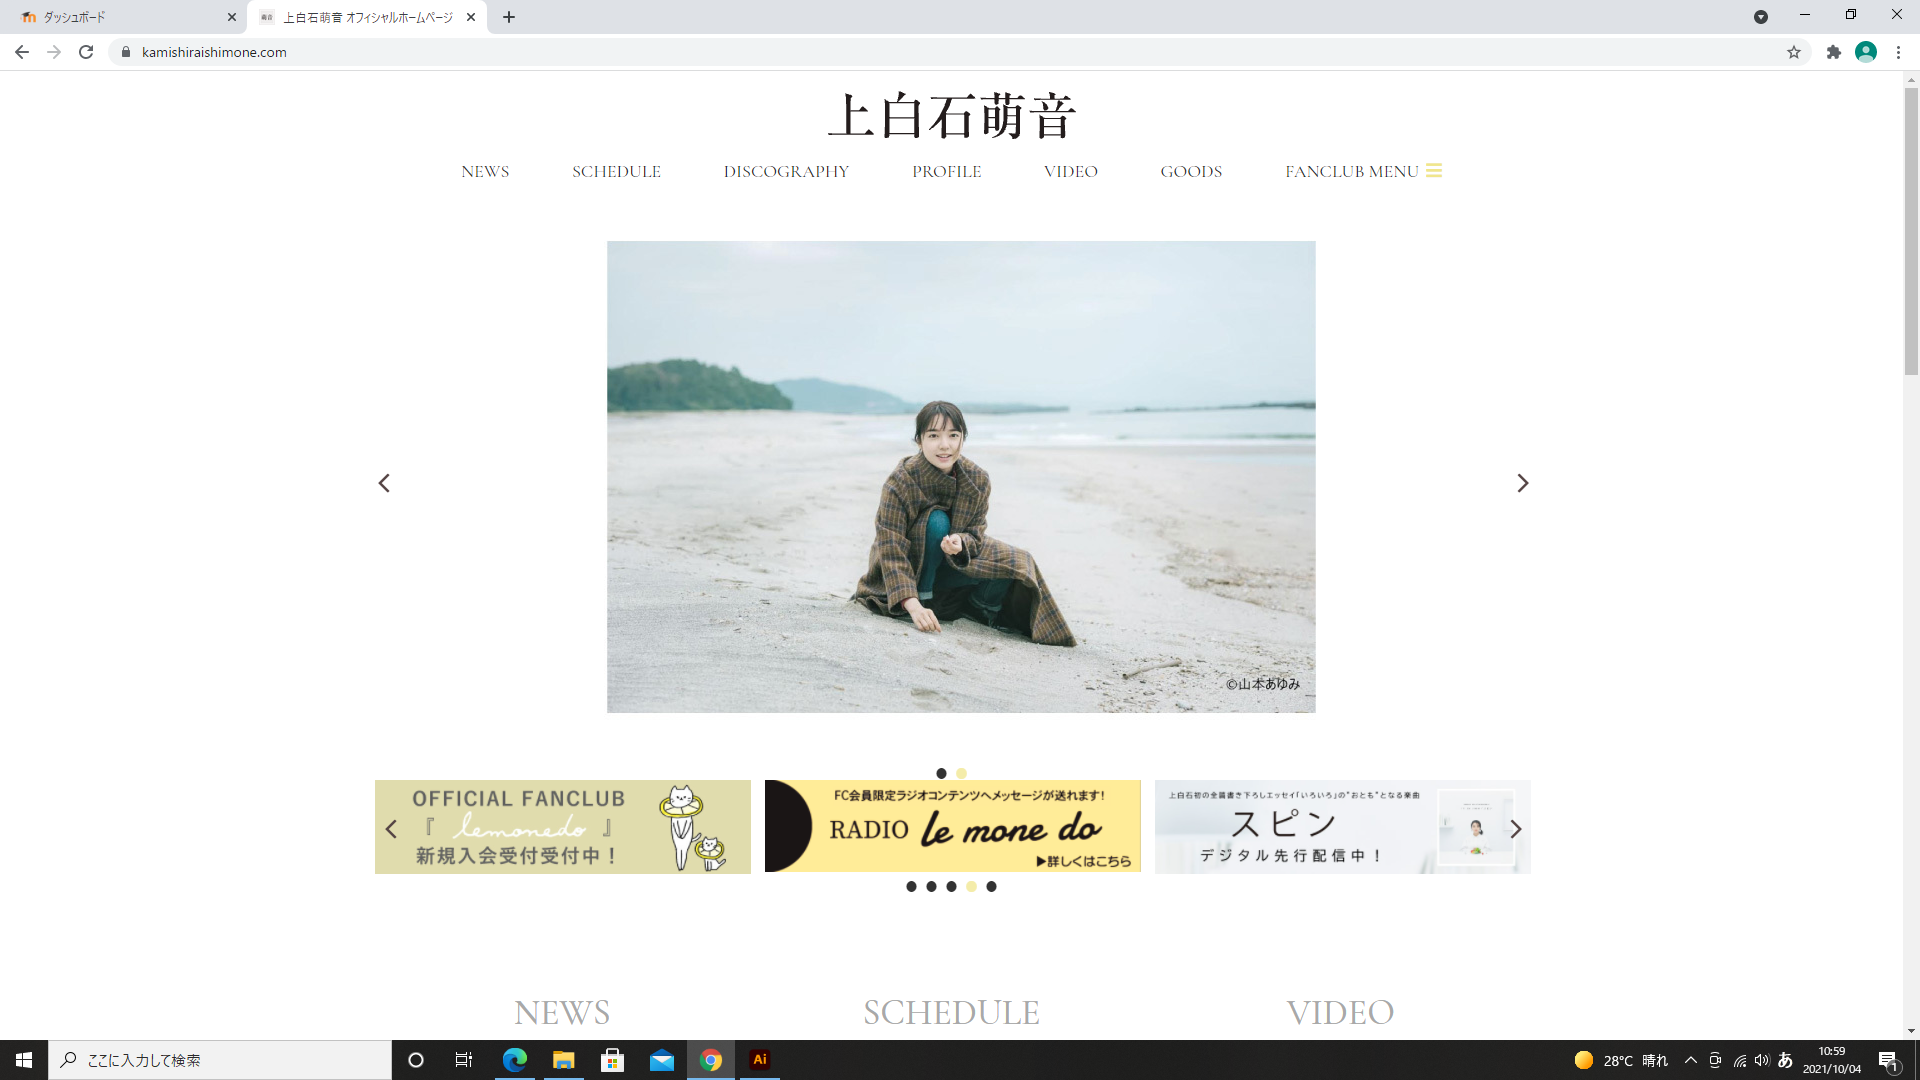 ダッシュボード
萌音 上白石萌音 オフィシャルホームページ
kamishiraishimone.com
上白石萌音
NEWS SCHEDULE DISCOGRAPHY PROFILE VIDEO GOODS FANCLUB MENU
©山本あゆみ
OFFICIAL FANCLUB
『 lemonedo 』
新規入会受付受付中！
FC会員限定ラジオコンテンツへメッセージが送れます!
RADIO le mone do
▶詳しくはこちら
上白石初の全篇書き下ろしエッセイ「いろいろ」の"おとも"となる楽曲
スピン
デジタル先行配信中！
NEWS SCHEDULE VIDEO
ここに入力して検索
Ai
28°C 晴れ
あ
10:59
2021/10/04
1